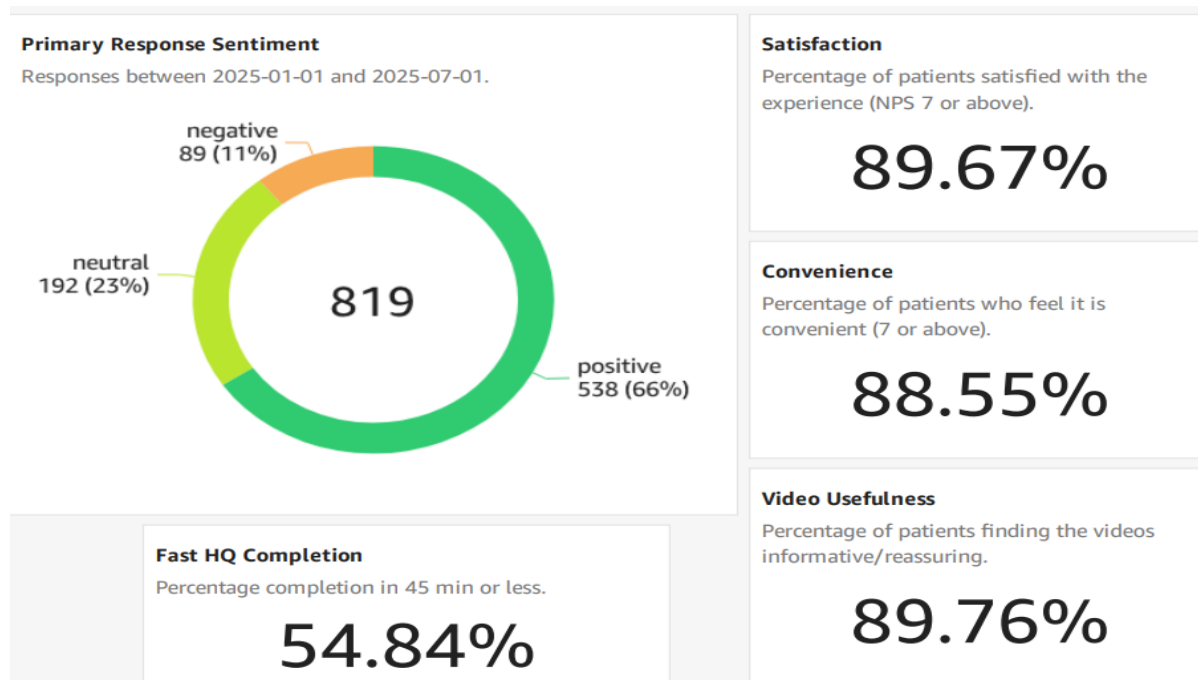 Primary Response Sentiment
Responses between 2025-01-01 and 2025-07-01.
negative
89 (11%)
neutral
192 (23%)
819
positive
538 (66%)
Satisfaction
Percentage of patients satisfied with the
experience (NPS 7 or above).
89.67%
Convenience
Percentage of patients who feel it is
convenient (7 or above).
88.55%
Fast HQ Completion
Percentage completion in 45 min or less.
54.84%
Video Usefulness
Percentage of patients finding the videos
informative/reassuring.
89.76%